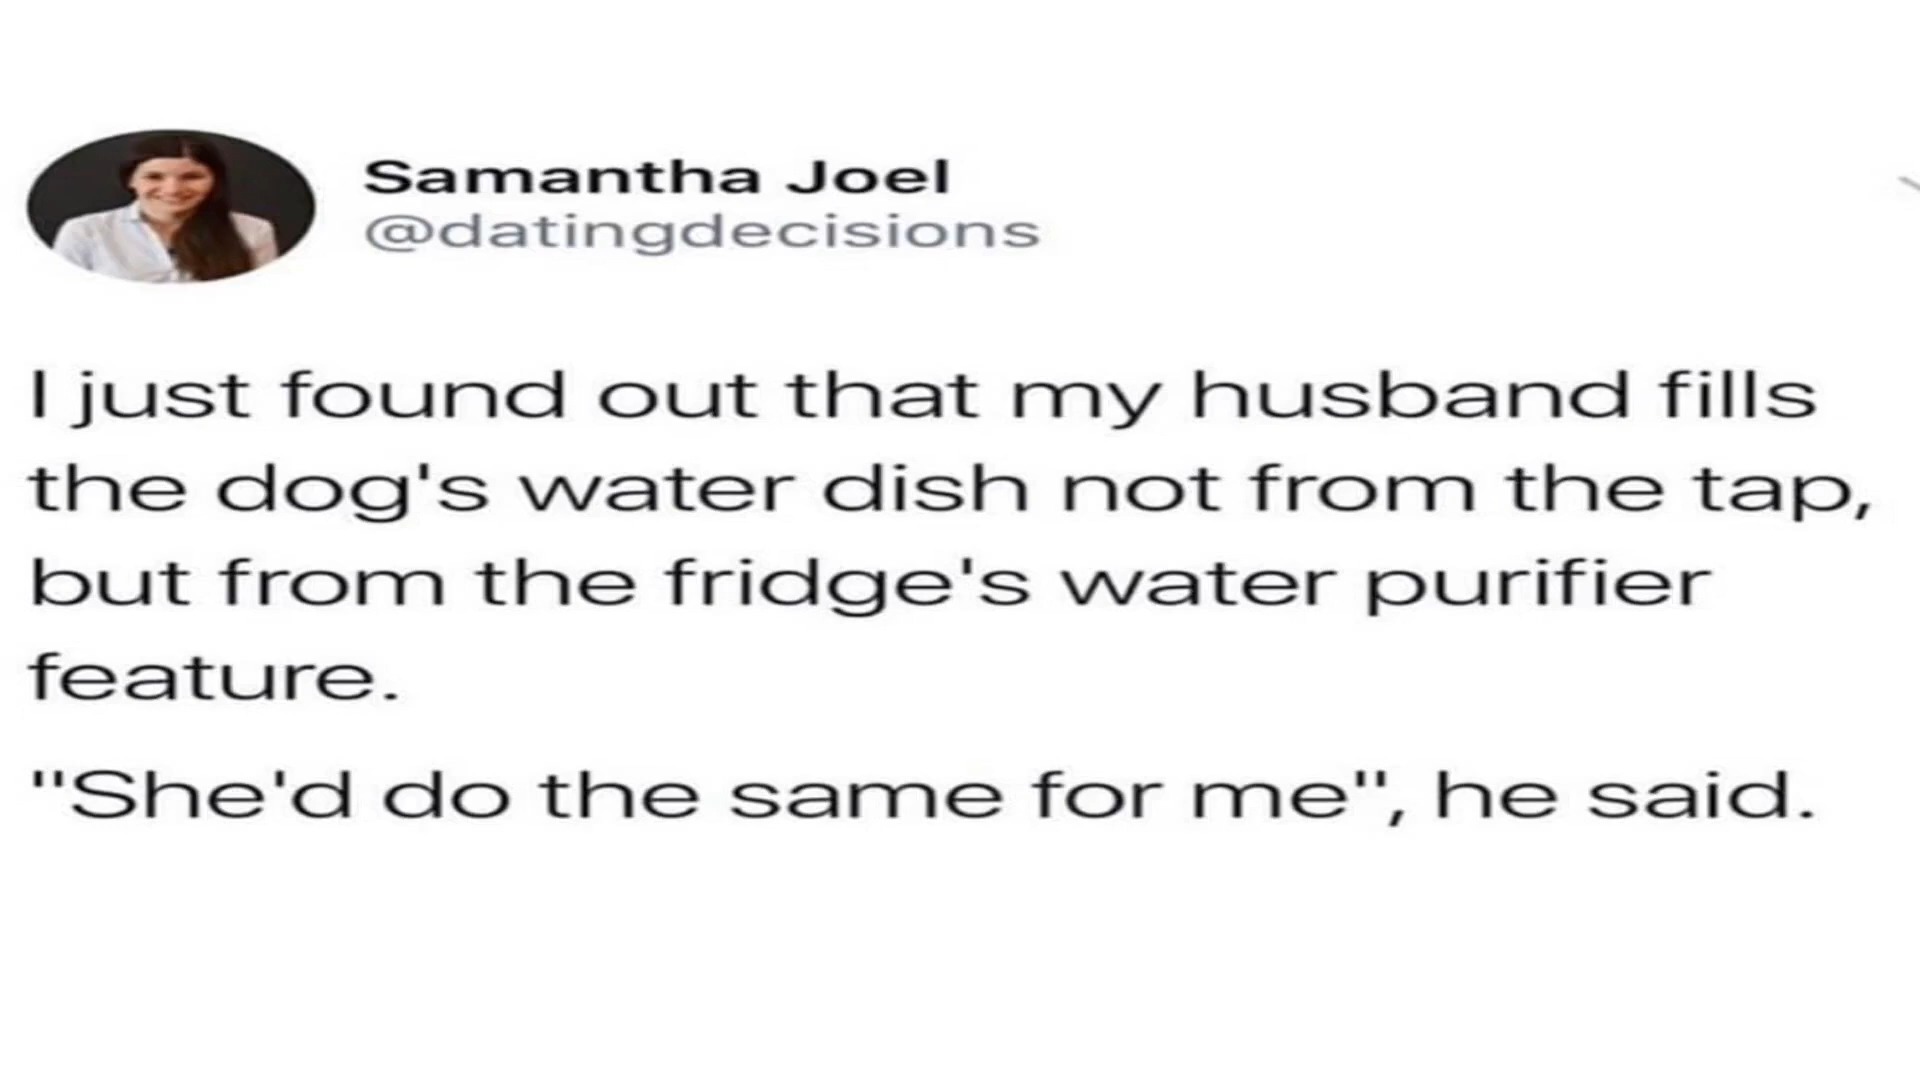 Samantha Joel
@datingdecisions
I just found out that my husband fills
the dog's water dish not from the tap,
but from the fridge's water purifier
feature.
"She'd do the same for me", he said.